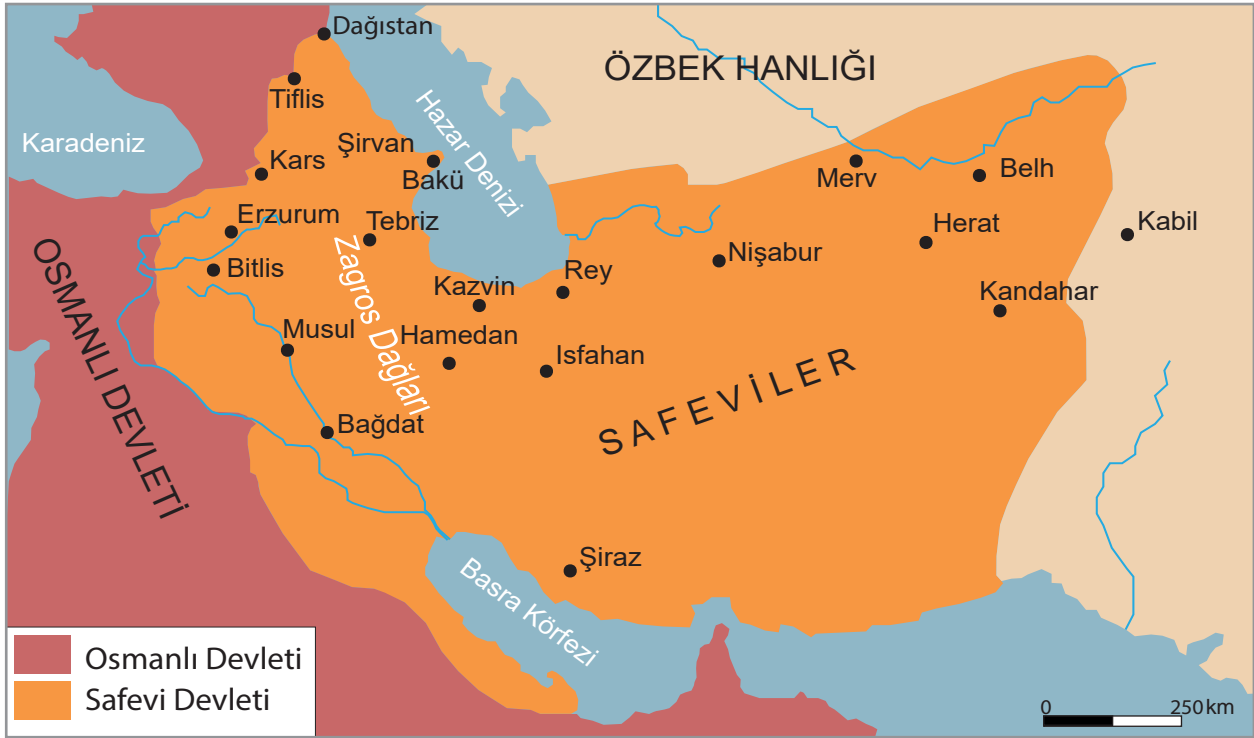 Dağıstan
ÖZBEK HANLIĞI
Tiflis
Hazar Denizi
Karadeniz
Şirvan
Kars
Bakü
Merv
Belh
Erzurum
Tebriz
Herat
Kabil
OSMANLI DEVLETİ
Bitlis
Zagros Dağları
Kazvin
Rey
Nişabur
Kandahar
Musul
Hamedan
Isfahan
SAFEVİLER
Bağdat
Şiraz
Basra Körfezi
Osmanlı Devleti
Safevi Devleti
0 250 km